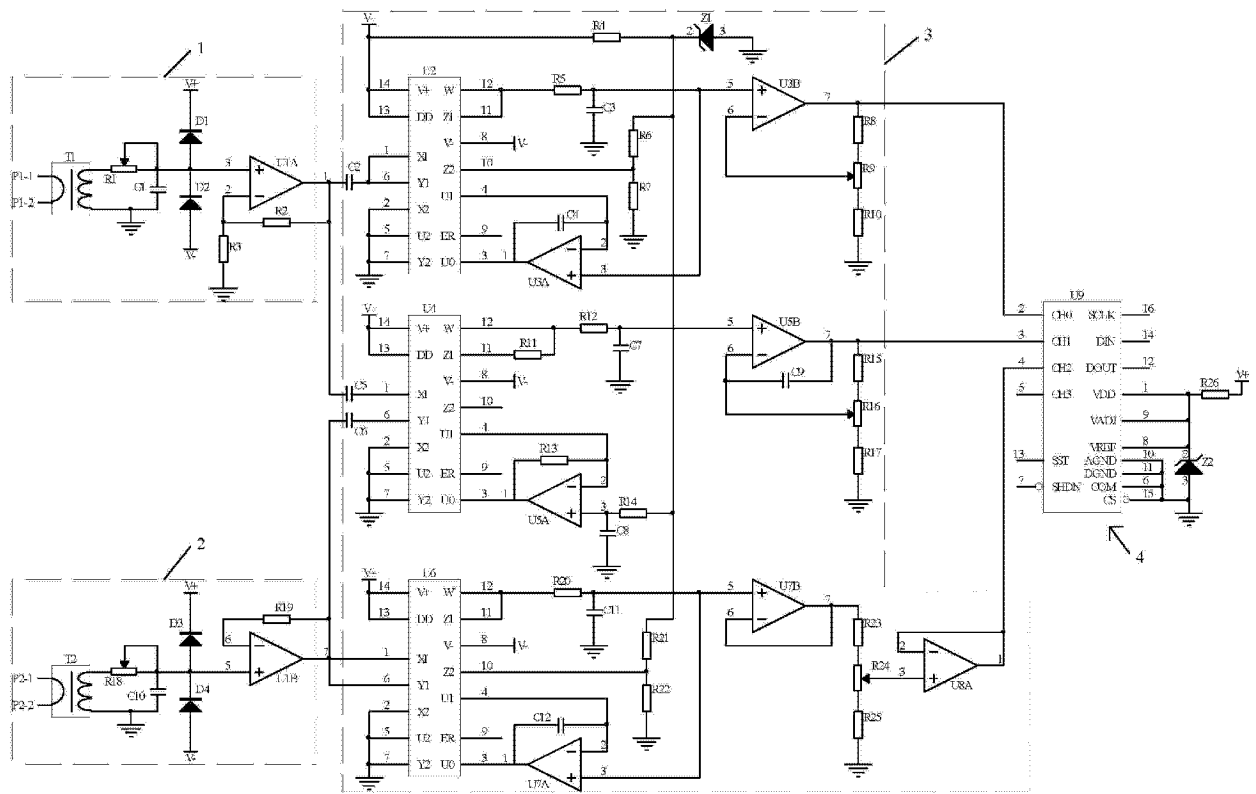 1
V+
D1
T1
P1-1
P1-2
R1
C1
D2
V-
3
2
U1A
1
R2
R3
2
V+
D3
T2
P2-1
P2-2
R18
C10
D4
V-
R19
6
5
U1B
7
3
V+
R4
Z1
2
3
U2
14 V+ W 12
13 DD Z1 11
V- 8 V-
1 X1 Z2 10
6 Y1 U1 4
2 X2
5 U2 ER 9
7 Y2 U0 3
C2
R5
C3
R6
R7
C4
1
2
3
U3A
5
6
U3B
7
R8
R9
R10
V+
U4
14 V+ W 12
13 DD Z1 11
V- 8 V-
1 X1 Z2 10
6 Y1 U1 4
2 X2
5 U2 ER 9
7 Y2 U0 3
C5
C6
R11
R12
C7
R13
1
2
3
U5A
R14
C8
5
6
U5B
7
C9
R15
R16
R17
V+
U6
14 V+ W 12
13 DD Z1 11
V- 8 V-
1 X1 Z2 10
6 Y1 U1 4
2 X2
5 U2 ER 9
7 Y2 U0 3
R20
C11
R21
R22
C12
1
2
3
U7A
5
6
U7B
7
R23
R24
R25
2
3
U8A
1
U9
2 CH0 SCLK 16
3 CH1 DIN 14
4 CH2 DOUT 12
5 CH3 VDD 1
VADJ 9
VREF 8
13 SST AGND 10
DGND 11
7 SHDN COM 6
CS 15
R26
V+
2
Z2
3
4